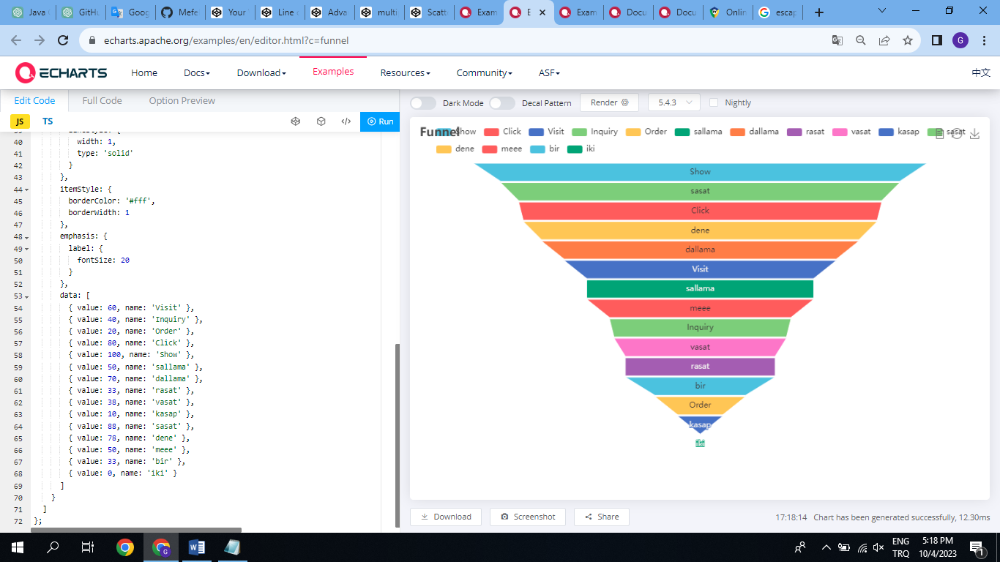 Java (
GitHu
Goog
Mefe
Your
Line c
Adva
multi
Scatt
Exam
E
Exam
Docu
Docu
Onlin
escap
echarts.apache.org/examples/en/editor.html?c=funnel
G
ECHARTS
Home
Docs
Download
Examples
Resources
Community
ASF
中文
Edit Code
Full Code
Option Preview
JS
TS
Run
40 width: 1,
41 type: 'solid'
42 }
43 },
44 itemStyle: {
45 borderColor: '#fff',
46 borderWidth: 1
47 },
48 emphasis: {
49 label: {
50 fontSize: 20
51 }
52 },
53 data: [
54 { value: 60, name: 'Visit' },
55 { value: 40, name: 'Inquiry' },
56 { value: 20, name: 'Order' },
57 { value: 80, name: 'Click' },
58 { value: 100, name: 'Show' },
59 { value: 50, name: 'sallama' },
60 { value: 70, name: 'dallama' },
61 { value: 33, name: 'rasat' },
62 { value: 38, name: 'vasat' },
63 { value: 10, name: 'kasap' },
64 { value: 88, name: 'sasat' },
65 { value: 78, name: 'dene' },
66 { value: 50, name: 'meee' },
67 { value: 33, name: 'bir' },
68 { value: 0, name: 'iki' }
69 ]
70 }
71 ]
72 };
Dark Mode
Decal Pattern
Render
5.4.3
Nightly
Funnel
Show Click Visit Inquiry Order sallama dallama rasat vasat kasap sasat
dene meee bir iki
Show
sasat
Click
dene
dallama
Visit
sallama
meee
Inquiry
vasat
rasat
bir
Order
kasap
iki
Download
Screenshot
Share
17:18:14 Chart has been generated successfully, 12.30ms
G
W
ENG
TRQ
5:18 PM
10/4/2023
1